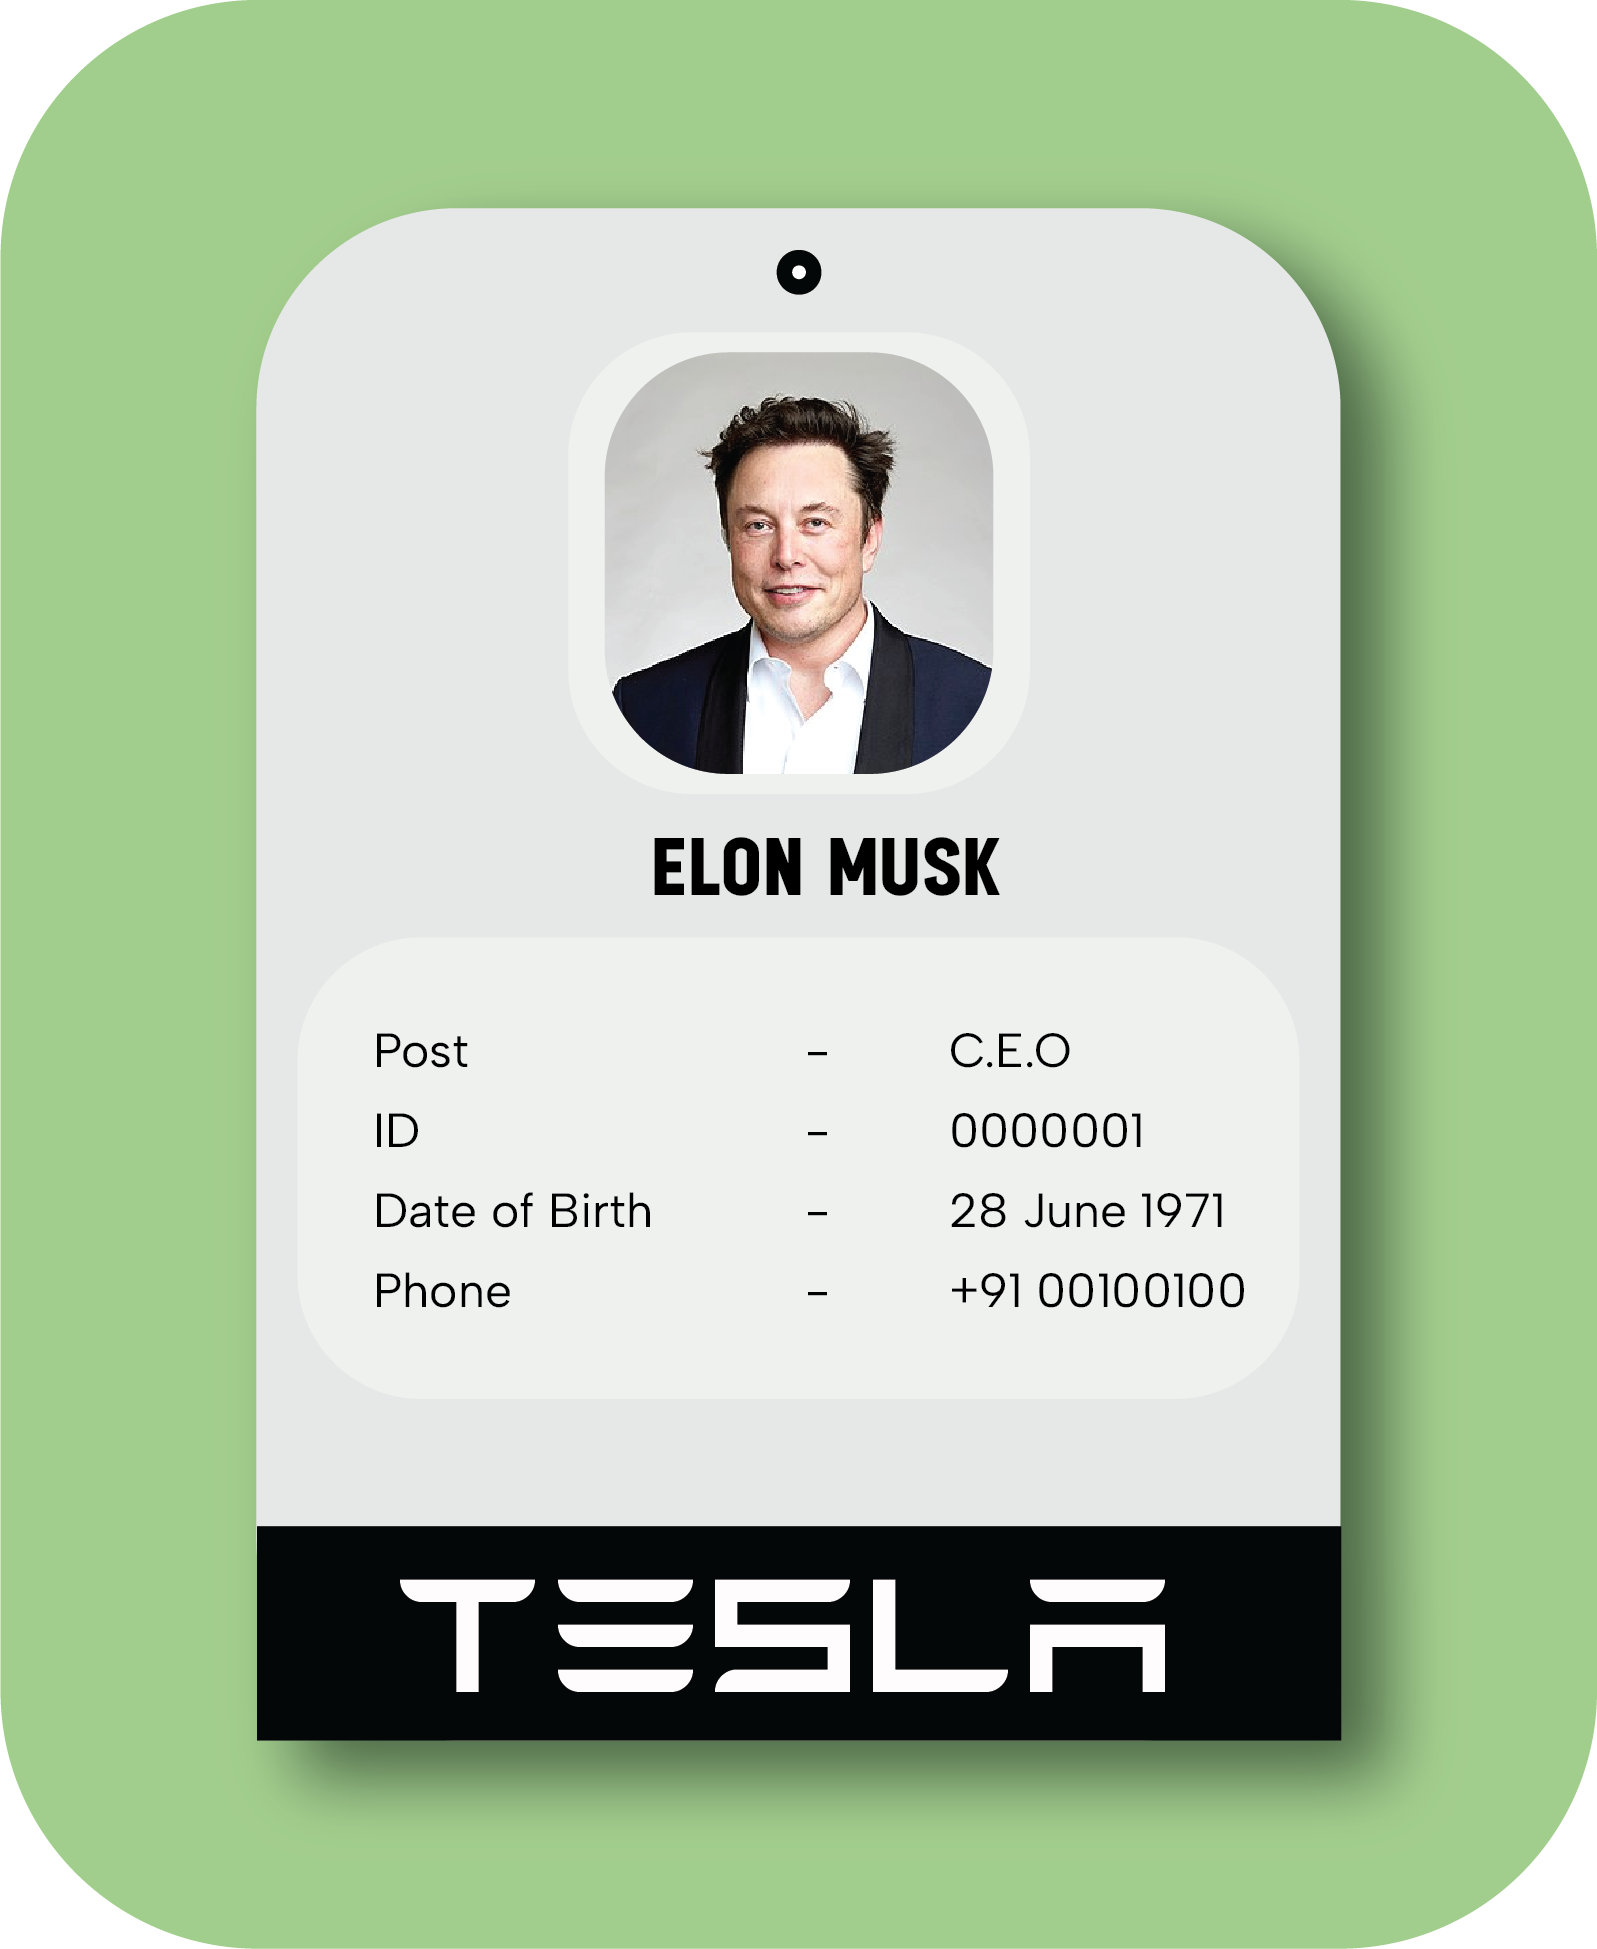 ELON MUSK
Post - C.E.O
ID - 0000001
Date of Birth - 28 June 1971
Phone - +91 00100100
TESLA